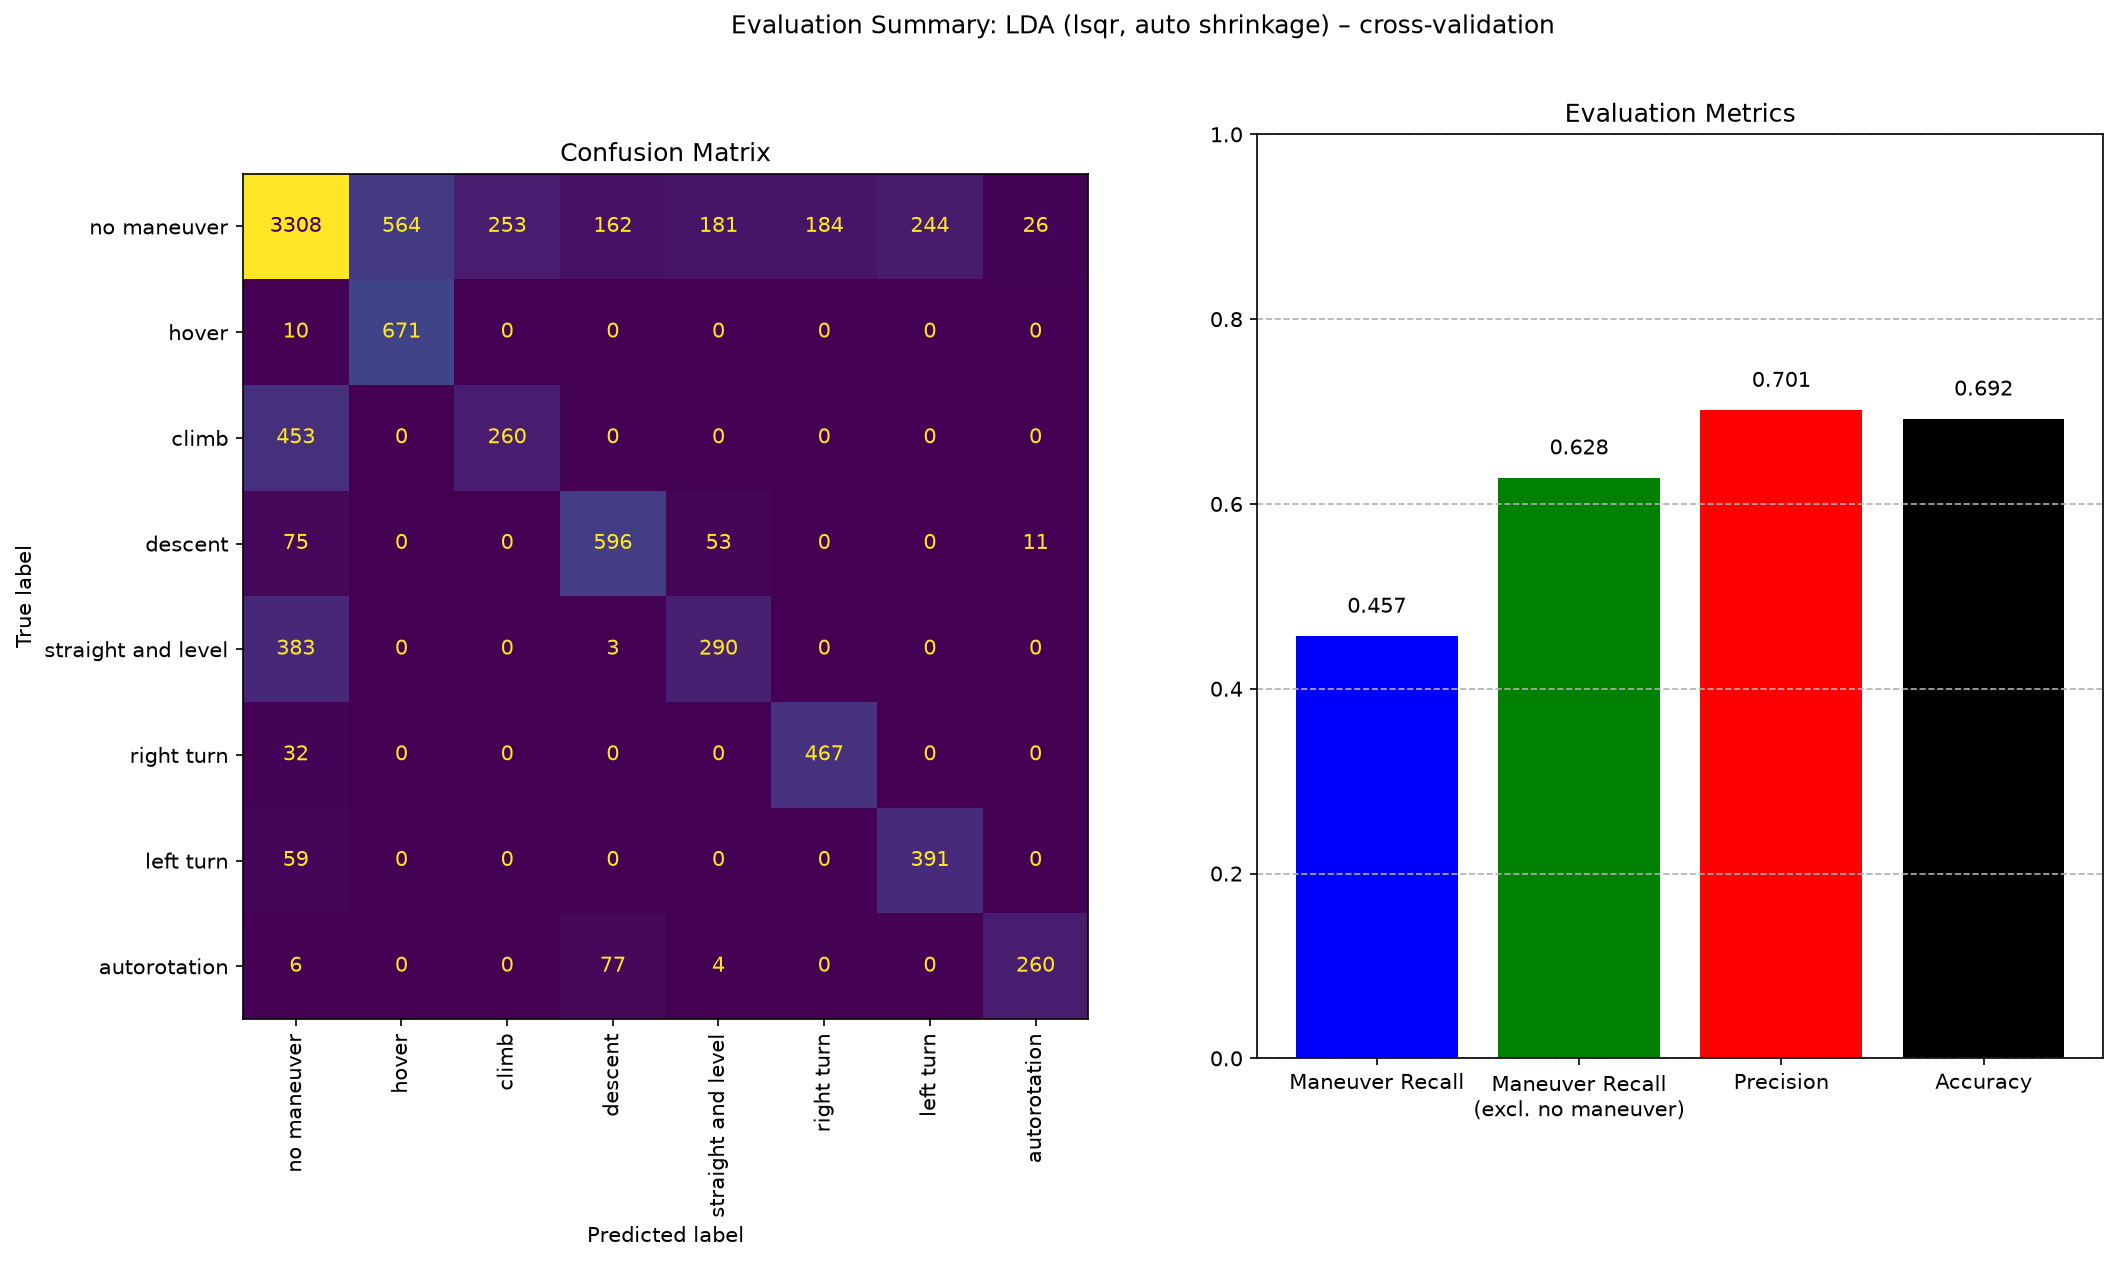 Evaluation Summary: LDA (lsqr, auto shrinkage) – cross-validation
Confusion Matrix
True label
no maneuver 3308 564 253 162 181 184 244 26
hover 10 671 0 0 0 0 0 0
climb 453 0 260 0 0 0 0 0
descent 75 0 0 596 53 0 0 11
straight and level 383 0 0 3 290 0 0 0
right turn 32 0 0 0 0 467 0 0
left turn 59 0 0 0 0 0 391 0
autorotation 6 0 0 77 4 0 0 260
no maneuver
hover
climb
descent
straight and level
right turn
left turn
autorotation
Predicted label
Evaluation Metrics
1.0
0.8
0.6
0.4
0.2
0.0
0.457
0.628
0.701
0.692
Maneuver Recall
Maneuver Recall
(excl. no maneuver)
Precision
Accuracy